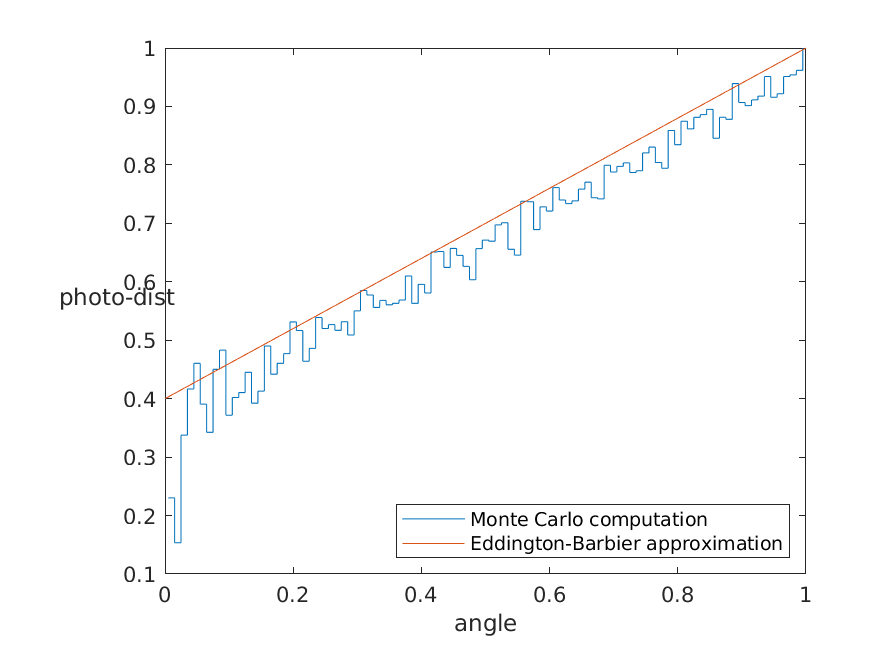 1
0.9
0.8
0.7
0.6
photo-dist
0.5
0.4
0.3
0.2
0.1
Monte Carlo computation
Eddington-Barbier approximation
0 0.2 0.4 0.6 0.8 1
angle